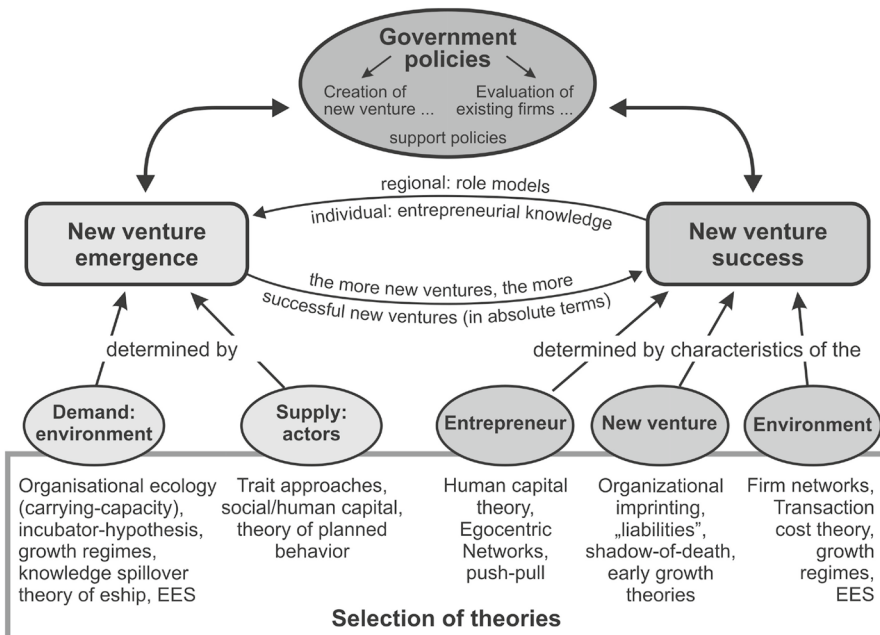 Government
policies
Creation of
new venture ...
Evaluation of
existing firms ...
support policies
regional: role models
individual: entrepreneurial knowledge
New venture
emergence
New venture
success
the more new ventures, the more
successful new ventures (in absolute terms)
determined by
determined by characteristics of the
Demand:
environment
Supply:
actors
Entrepreneur
New venture
Environment
Organisational ecology
(carrying-capacity),
incubator-hypothesis,
growth regimes,
knowledge spillover
theory of eship, EES
Trait approaches,
social/human capital,
theory of planned
behavior
Human capital
theory,
Egocentric
Networks,
push-pull
Organizational
imprinting,
„liabilities”,
shadow-of-death,
early growth
theories
Firm networks,
Transaction
cost theory,
growth
regimes,
EES
Selection of theories